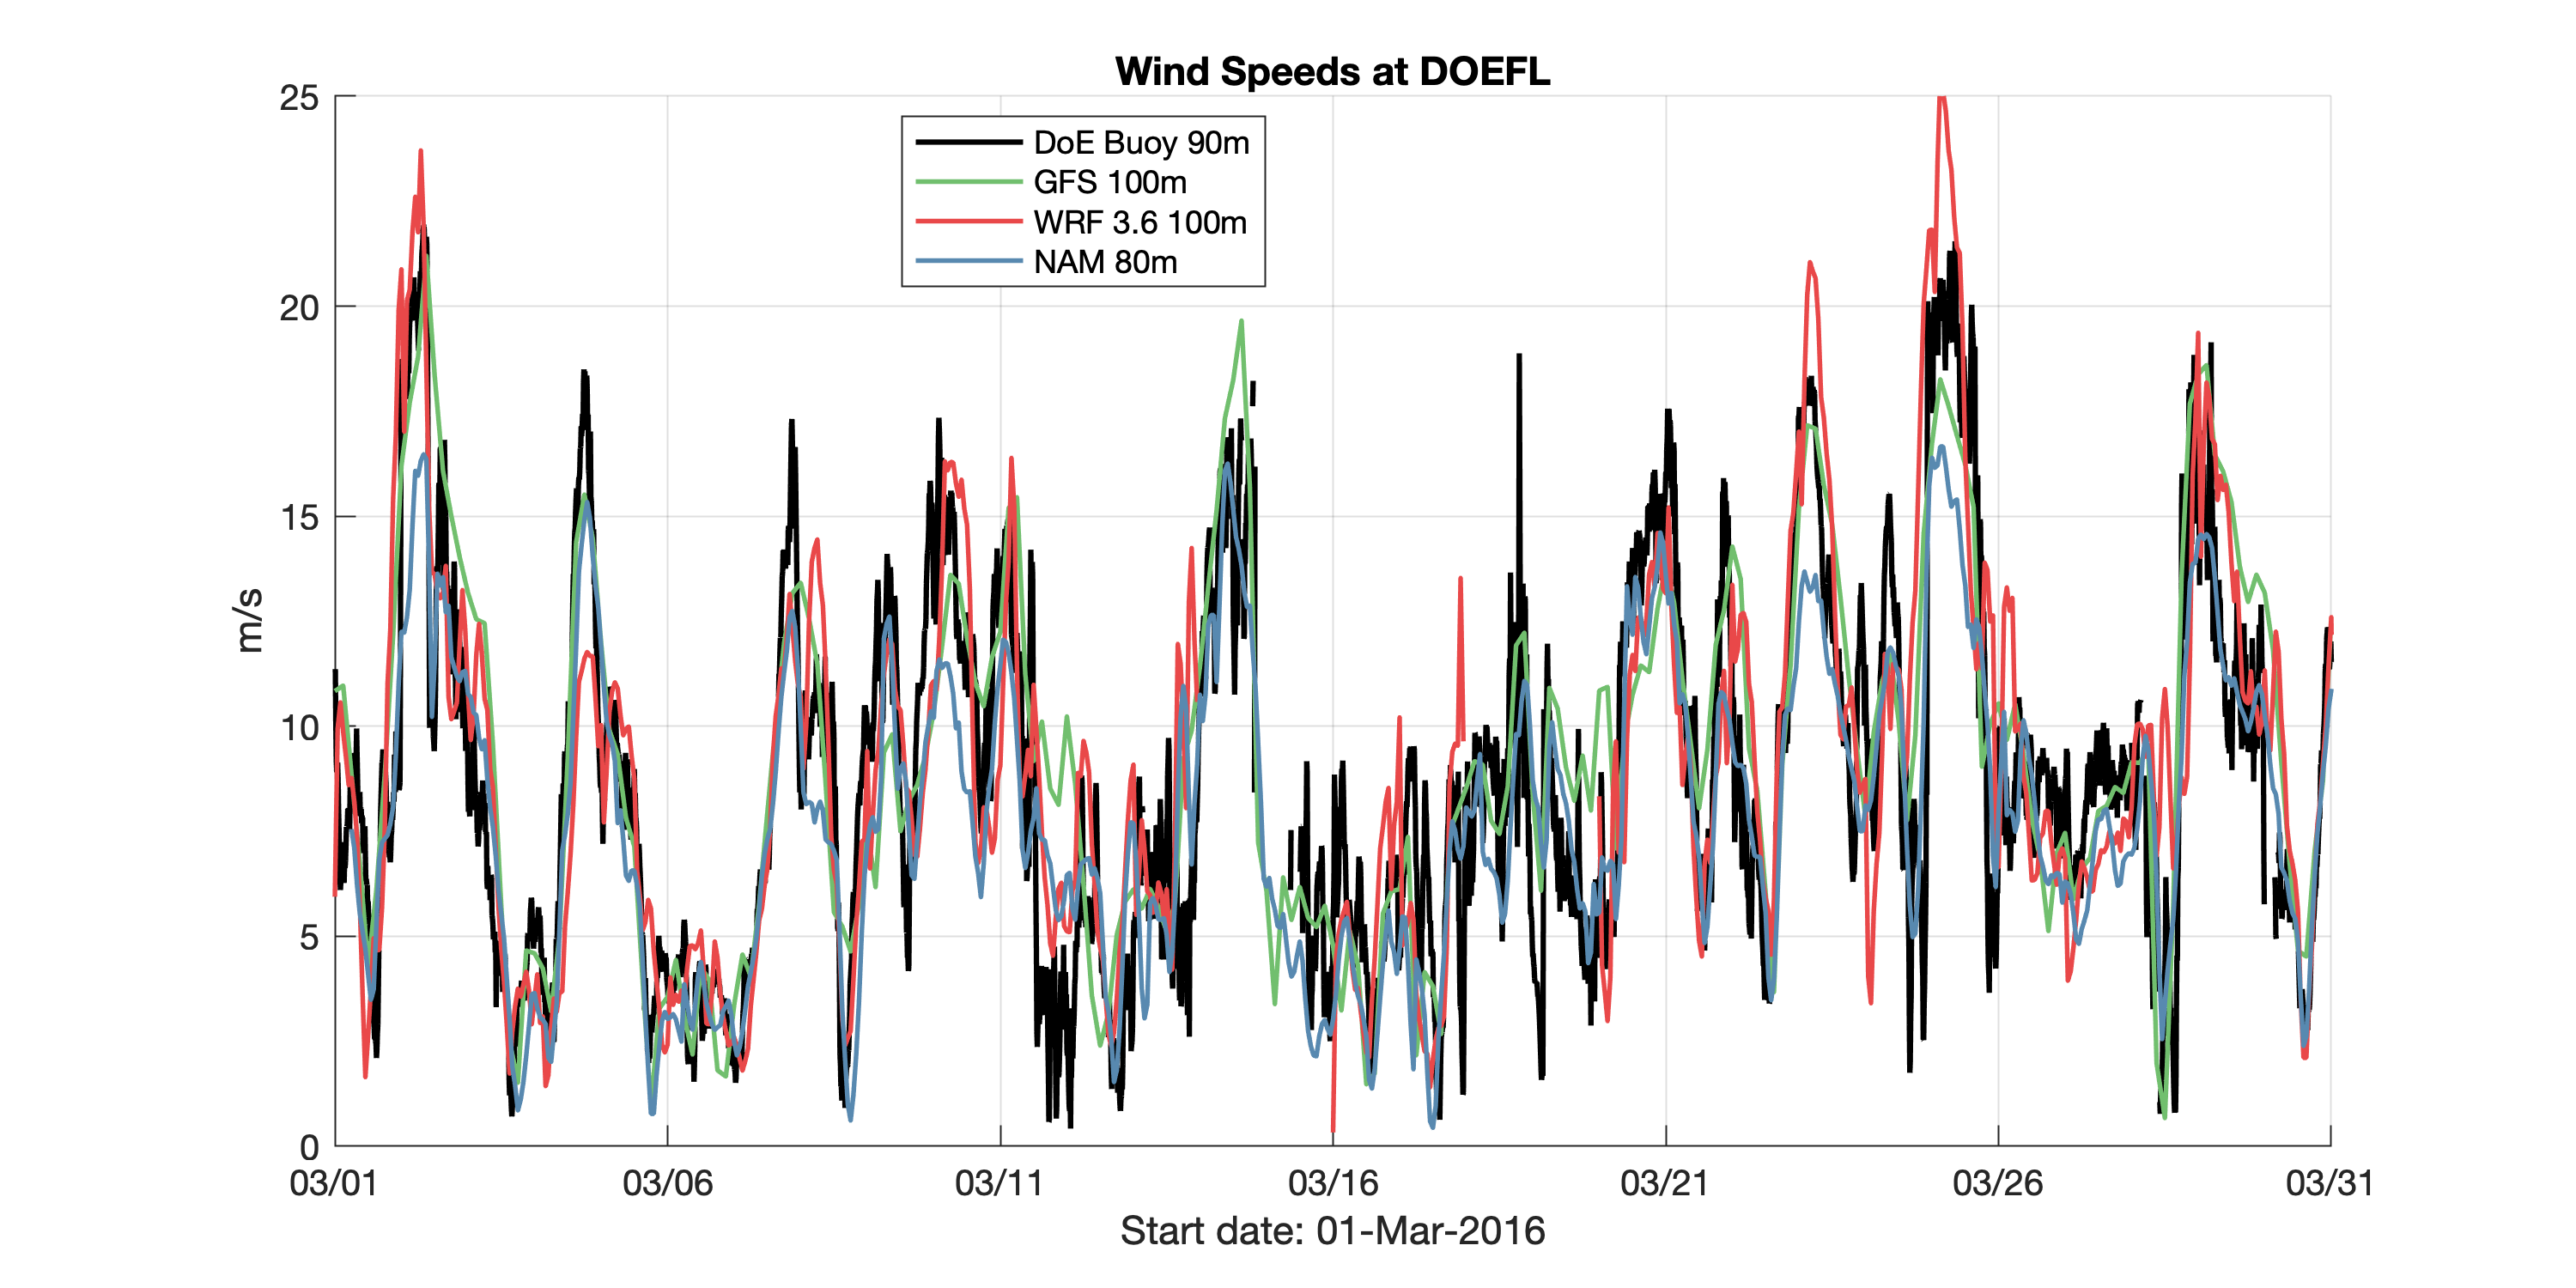 Wind Speeds at DOEFL
25
20
15
10
5
0
m/s
DoE Buoy 90m
GFS 100m
WRF 3.6 100m
NAM 80m
03/01 03/06 03/11 03/16 03/21 03/26 03/31
Start date: 01-Mar-2016